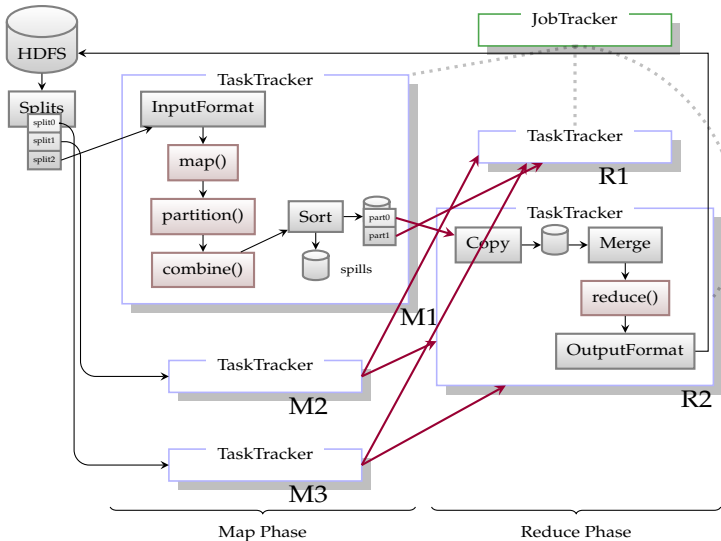 JobTracker
HDFS
TaskTracker
Splits
split0
split1
split2
InputFormat
map()
partition()
combine()
Sort
spills
part0
part1
M1
TaskTracker
R1
TaskTracker
Copy
Merge
reduce()
OutputFormat
R2
TaskTracker
M2
TaskTracker
M3
Map Phase
Reduce Phase